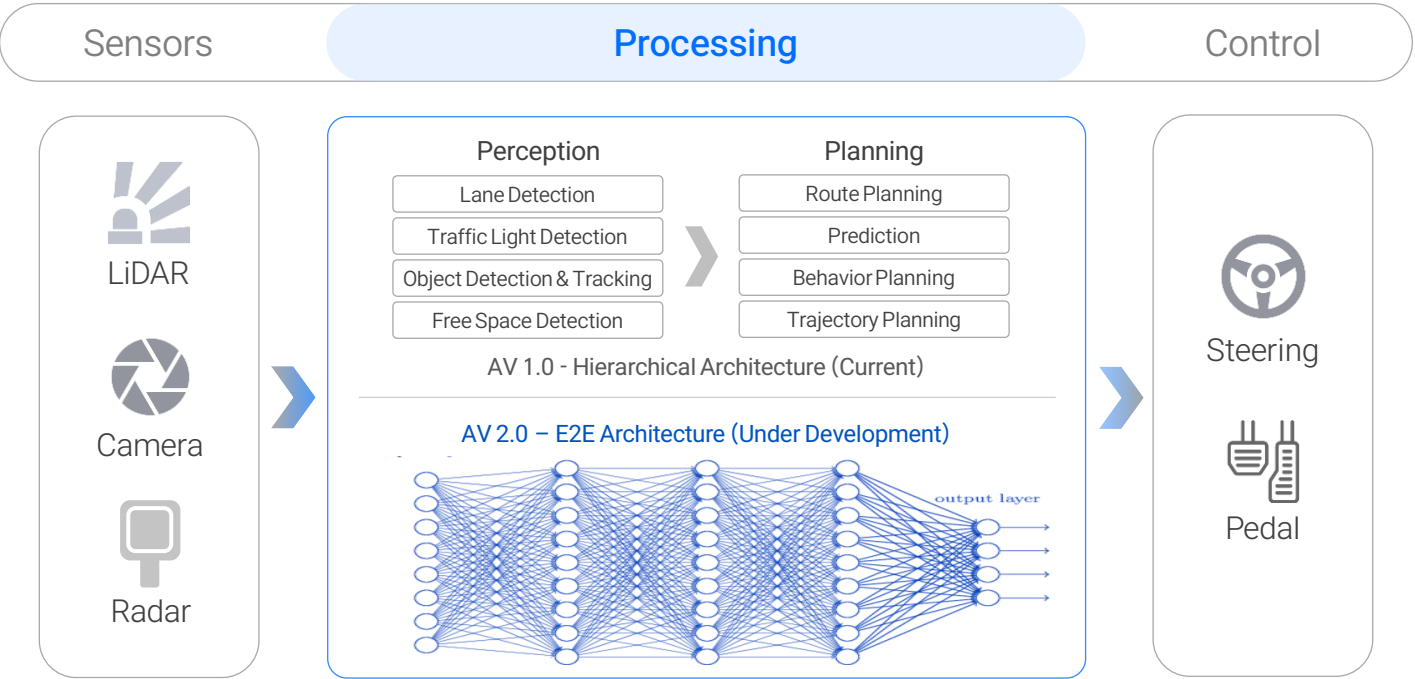 Sensors
Processing
Control
LiDAR
Camera
Radar
Perception
Lane Detection
Traffic Light Detection
Object Detection & Tracking
Free Space Detection
Planning
Route Planning
Prediction
Behavior Planning
Trajectory Planning
AV 1.0 - Hierarchical Architecture (Current)
AV 2.0 – E2E Architecture (Under Development)
output layer
Steering
Pedal